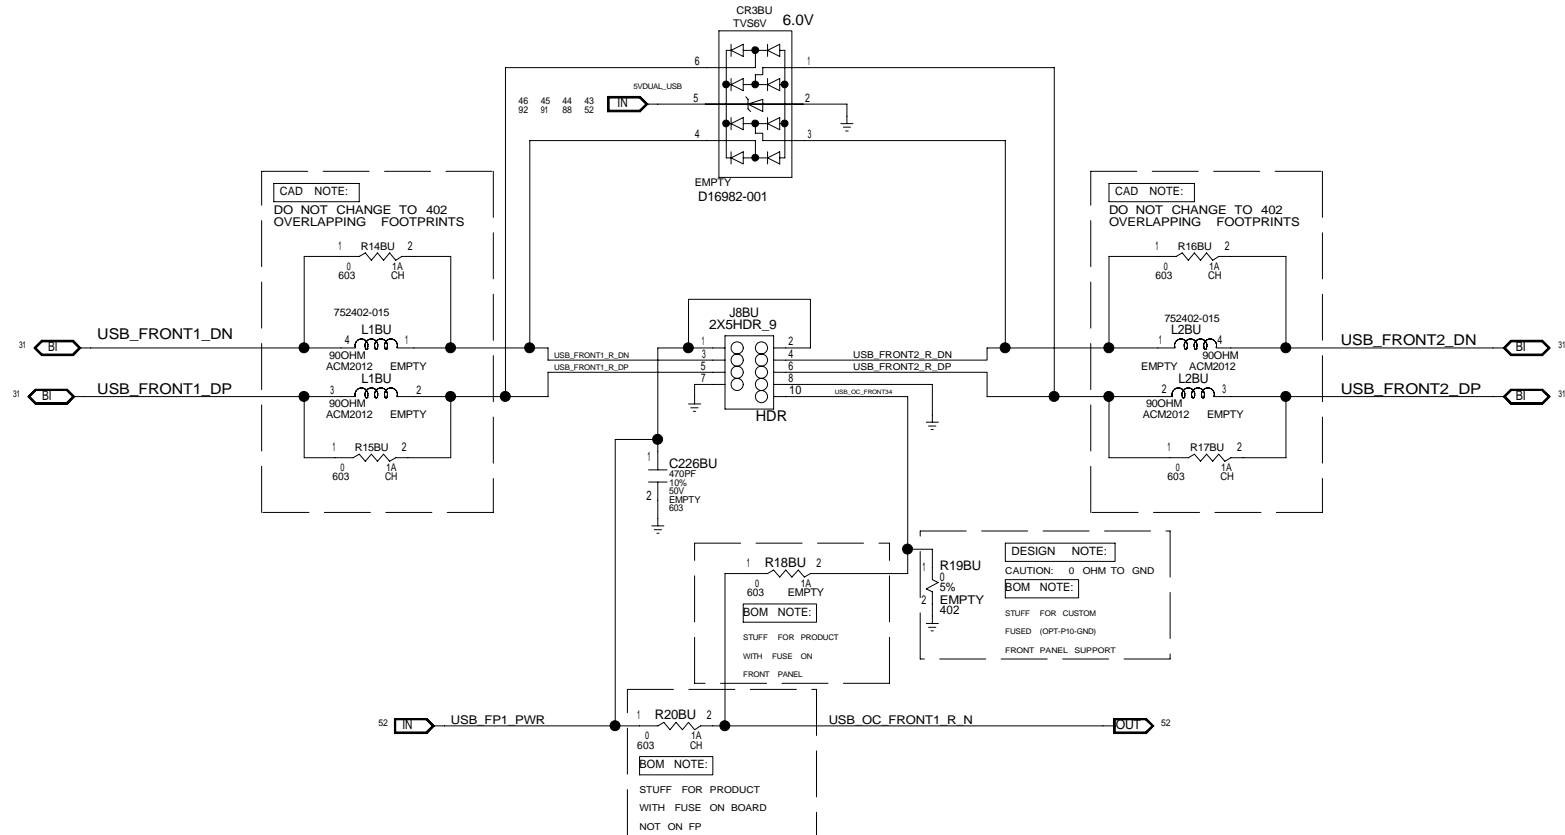 CR3BU
TVS6V 6.0V
6 1
5VDUAL_USB
46 45 44 43
92 91 88 52
IN
5 2
4 3
EMPTY
D16982-001
CAD NOTE:
DO NOT CHANGE TO 402
OVERLAPPING FOOTPRINTS
1 R14BU 2
0 1A
603 CH
752402-015
L1BU
4 1
90OHM
ACM2012 EMPTY
L1BU
3 2
90OHM
ACM2012 EMPTY
1 R15BU 2
0 1A
603 CH
31 BI USB_FRONT1_DN
31 BI USB_FRONT1_DP
J8BU
2X5HDR_9
1 2
USB_FRONT1_R_DN 3 4 USB_FRONT2_R_DN
USB_FRONT1_R_DP 5 6 USB_FRONT2_R_DP
7 8
10 USB_OC_FRONT34
HDR
CAD NOTE:
DO NOT CHANGE TO 402
OVERLAPPING FOOTPRINTS
1 R16BU 2
0 1A
603 CH
752402-015
L2BU
1 4
90OHM
EMPTY ACM2012
L2BU
2 3
90OHM
ACM2012 EMPTY
1 R17BU 2
0 1A
603 CH
USB_FRONT2_DN BI 31
USB_FRONT2_DP BI 31
1 C226BU
470PF
10%
50V
2 EMPTY
603
1 R18BU 2
0 1A
603 EMPTY
BOM NOTE:
STUFF FOR PRODUCT
WITH FUSE ON
FRONT PANEL
1 R19BU
0
5%
2 EMPTY
402
DESIGN NOTE:
CAUTION: 0 OHM TO GND
BOM NOTE:
STUFF FOR CUSTOM
FUSED (OPT-P10-GND)
FRONT PANEL SUPPORT
52 IN USB_FP1_PWR
1 R20BU 2
0 1A
603 CH
USB_OC_FRONT1_R_N OUT 52
BOM NOTE:
STUFF FOR PRODUCT
WITH FUSE ON BOARD
NOT ON FP